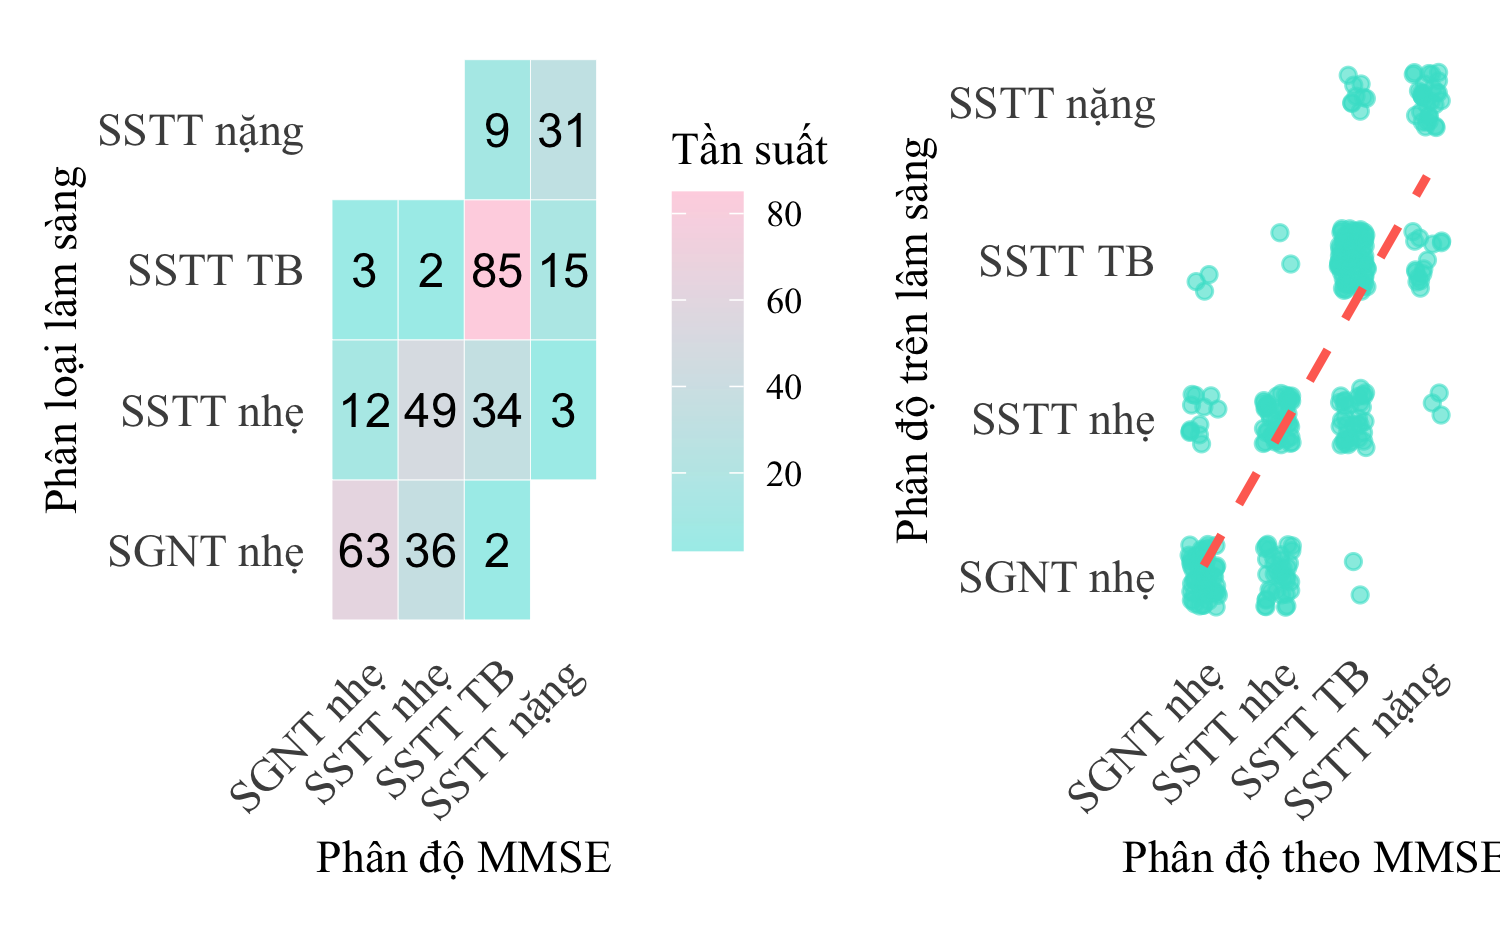 Phân loại lâm sàng
SSTT nặng
SSTT TB
SSTT nhẹ
SGNT nhẹ
9 31
3 2 85 15
12 49 34 3
63 36 2
SGNT nhẹ
SSTT nhẹ
SSTT TB
SSTT nặng
Phân độ MMSE
Tần suất
80
60
40
20
Phân độ trên lâm sàng
SSTT nặng
SSTT TB
SSTT nhẹ
SGNT nhẹ
SGNT nhẹ
SSTT nhẹ
SSTT TB
SSTT nặng
Phân độ theo MMSE